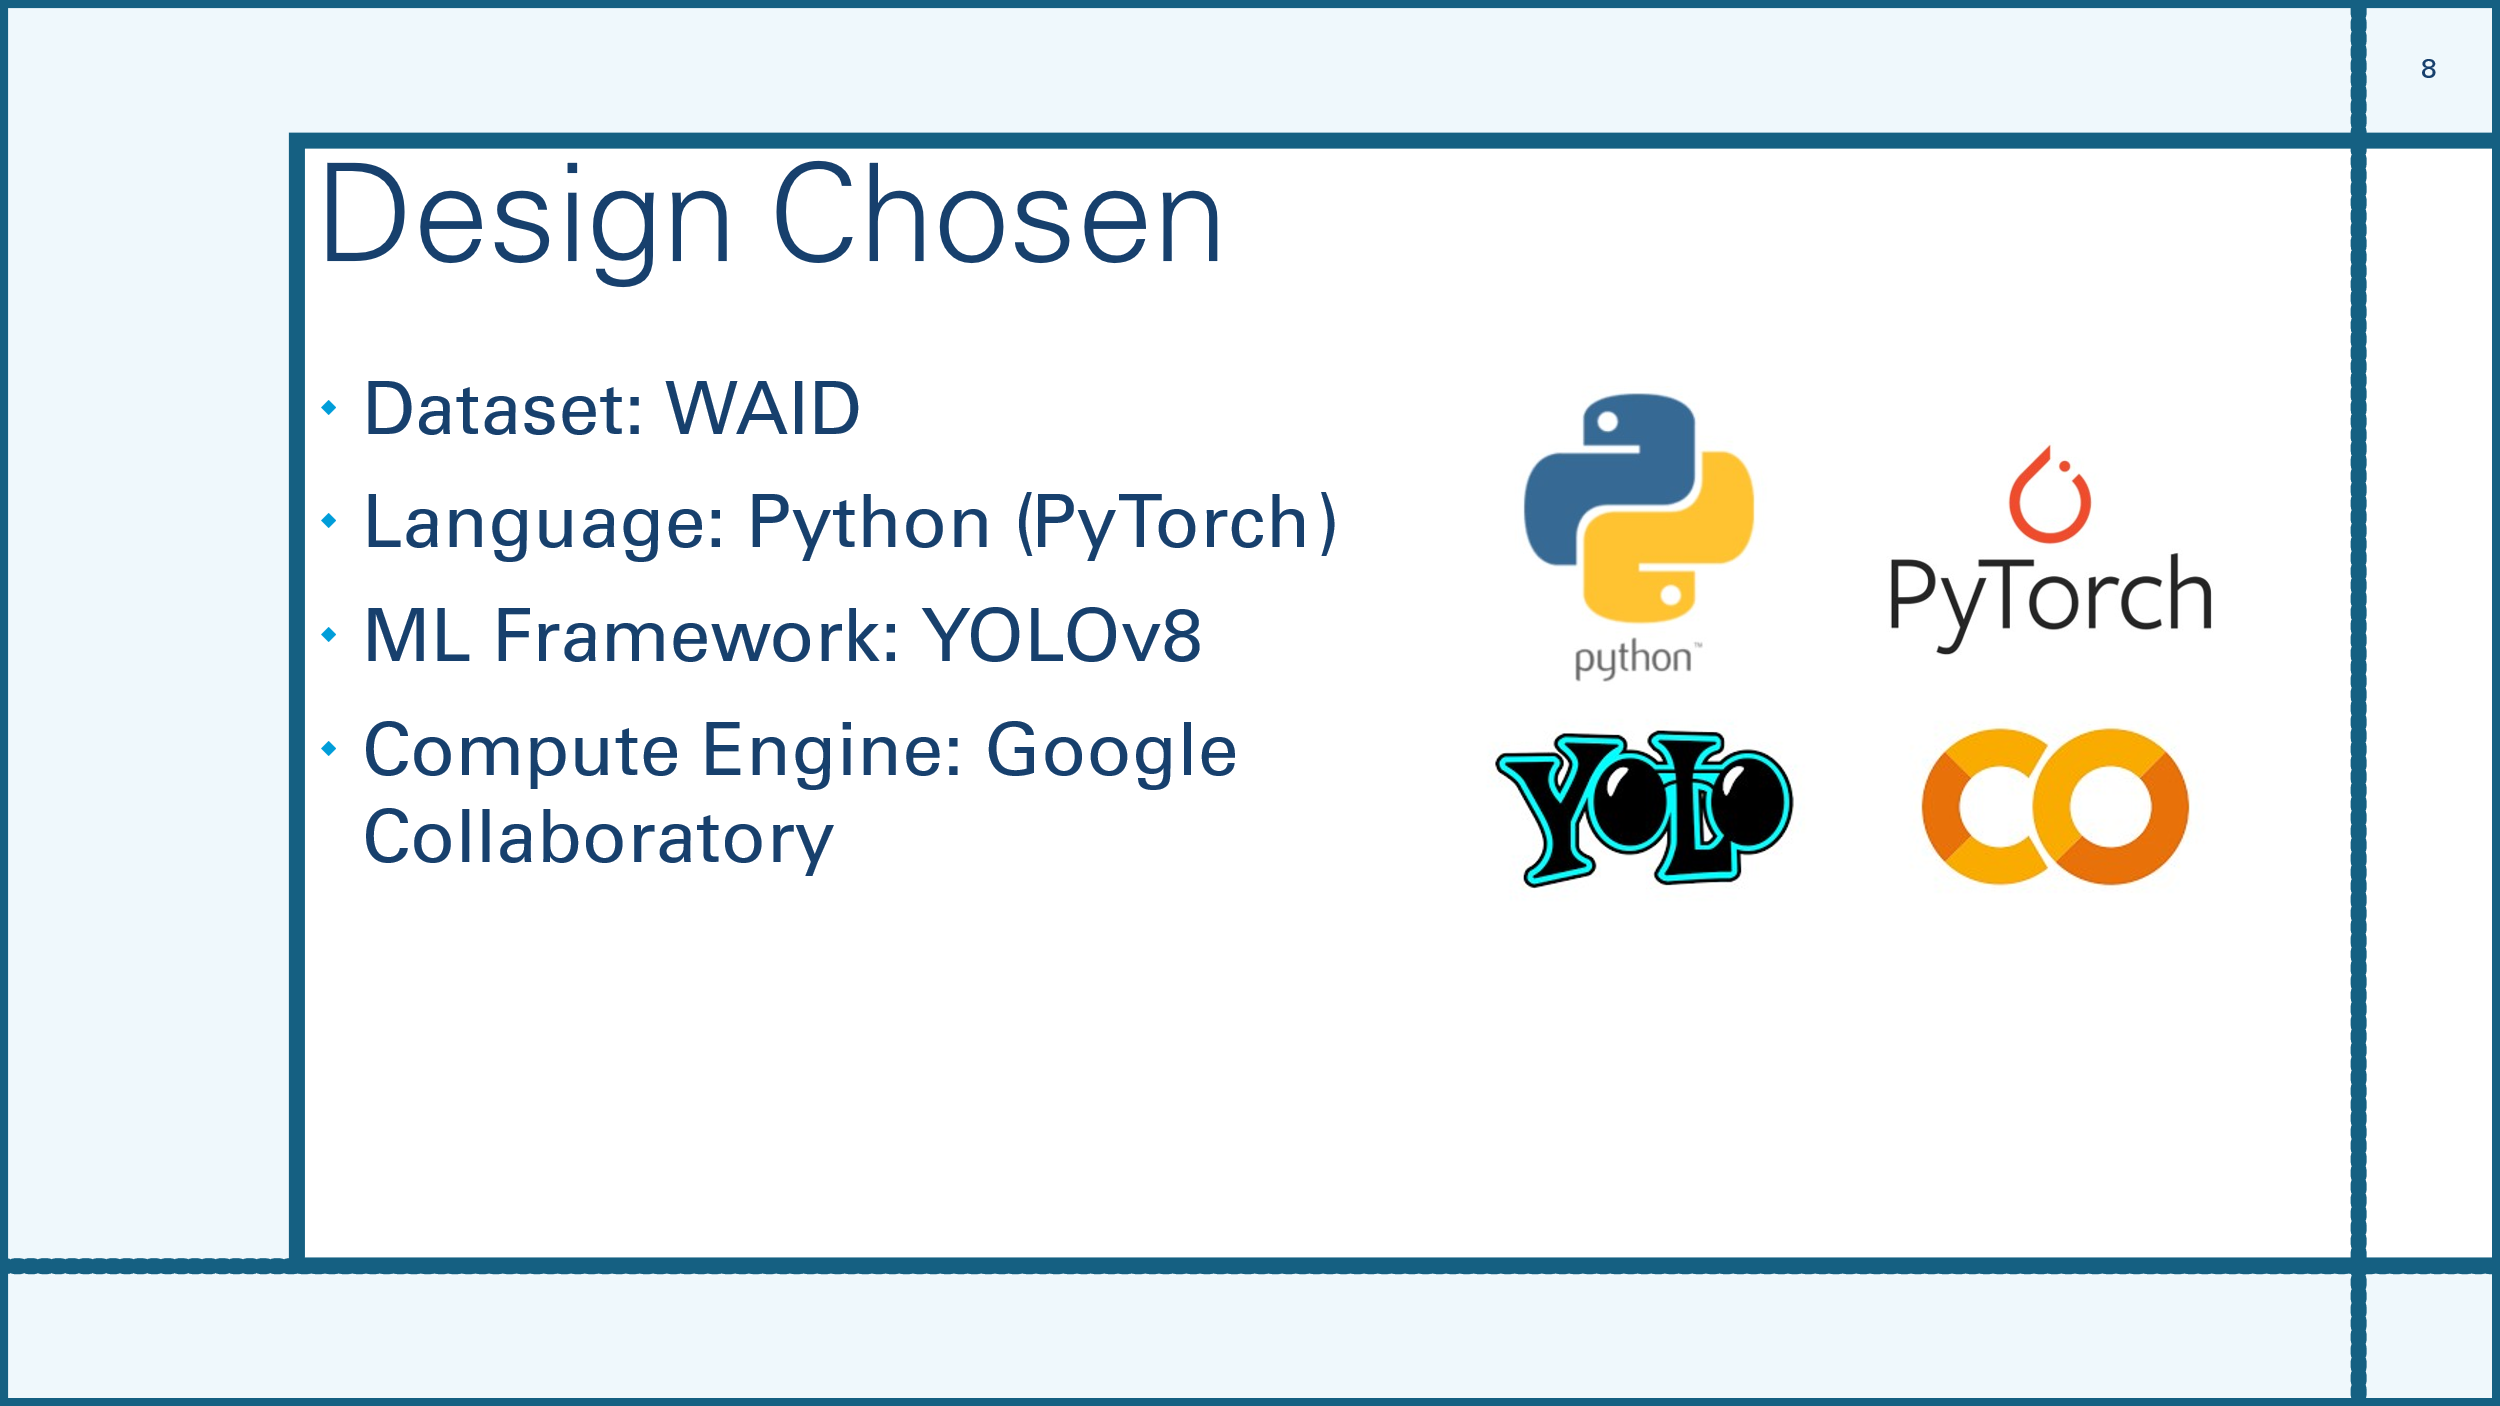 8
Design Chosen
Dataset: WAID
Language: Python (PyTorch)
ML Framework: YOLOv8
Compute Engine: Google
Collaboratory
python™
PyTorch
YOLO
CO